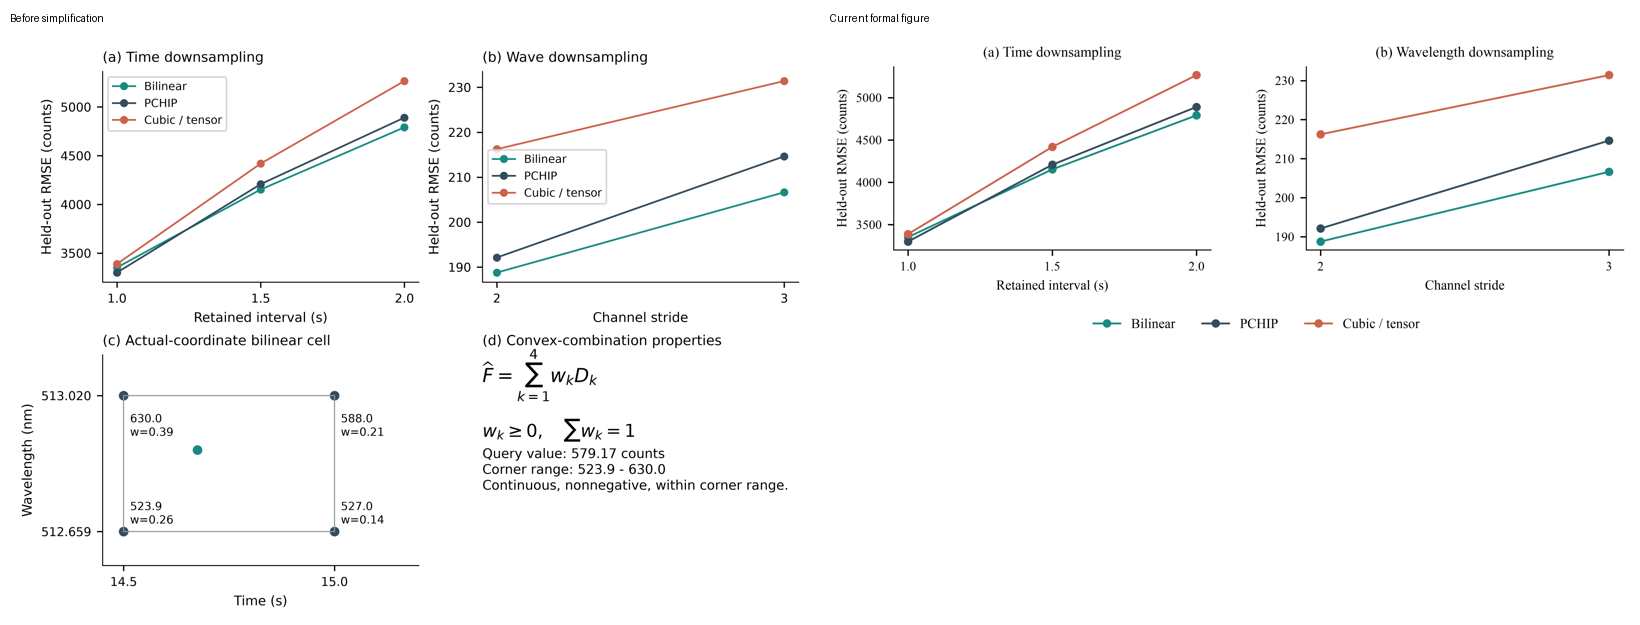 Before simplification
(a) Time downsampling
Held-out RMSE (counts)
5000
4500
4000
3500
Bilinear
PCHIP
Cubic / tensor
1.0
1.5
2.0
Retained interval (s)
(b) Wave downsampling
Held-out RMSE (counts)
230
220
210
200
190
Bilinear
PCHIP
Cubic / tensor
2
3
Channel stride
(c) Actual-coordinate bilinear cell
Wavelength (nm)
513.020
512.659
630.0
w=0.39
588.0
w=0.21
523.9
w=0.26
527.0
w=0.14
14.5
15.0
Time (s)
(d) Convex-combination properties
F̂ = ∑ₖ₌₁⁴ wₖDₖ
wₖ ≥ 0, ∑wₖ = 1
Query value: 579.17 counts
Corner range: 523.9 - 630.0
Continuous, nonnegative, within corner range.
Current formal figure
(a) Time downsampling
Held-out RMSE (counts)
5000
4500
4000
3500
1.0
1.5
2.0
Retained interval (s)
(b) Wavelength downsampling
Held-out RMSE (counts)
230
220
210
200
190
2
3
Channel stride
Bilinear
PCHIP
Cubic / tensor